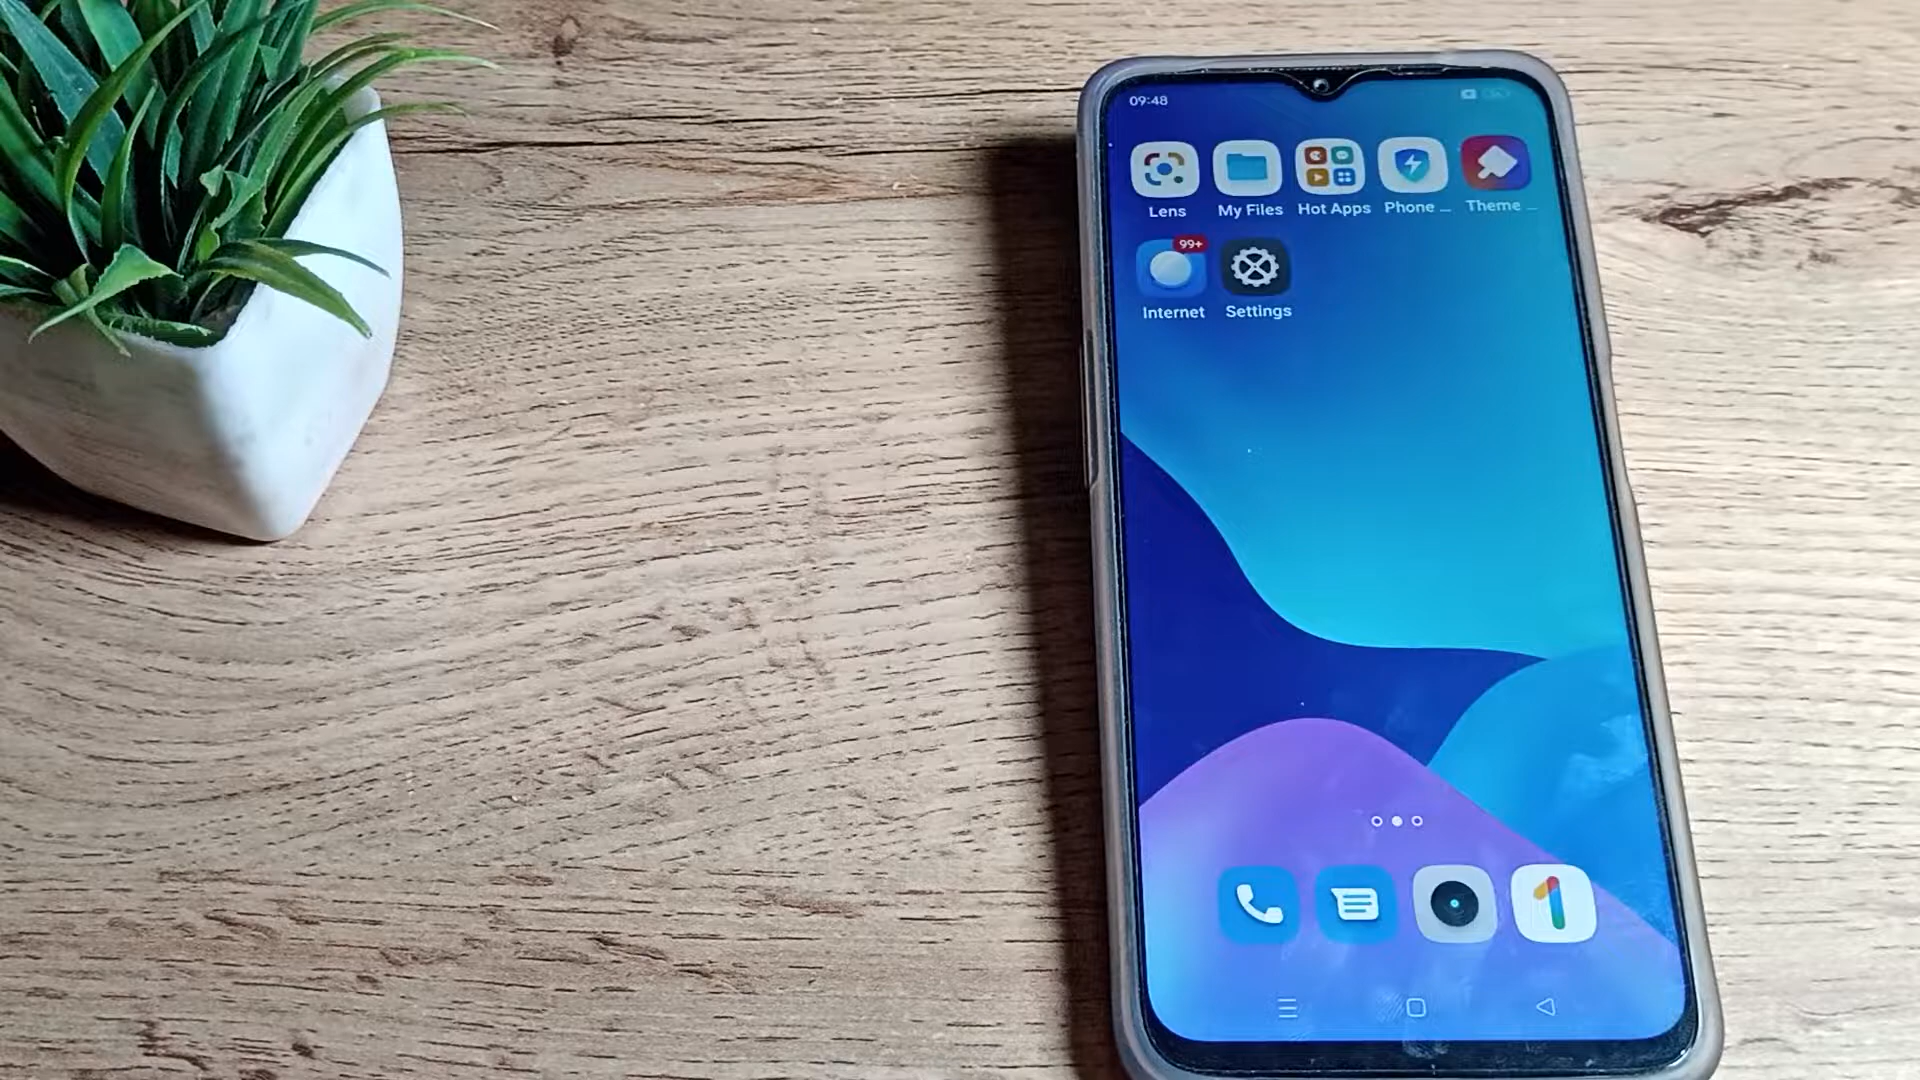 09:48
Lens My Files Hot Apps Phone ... Theme ...
99+
Internet Settings